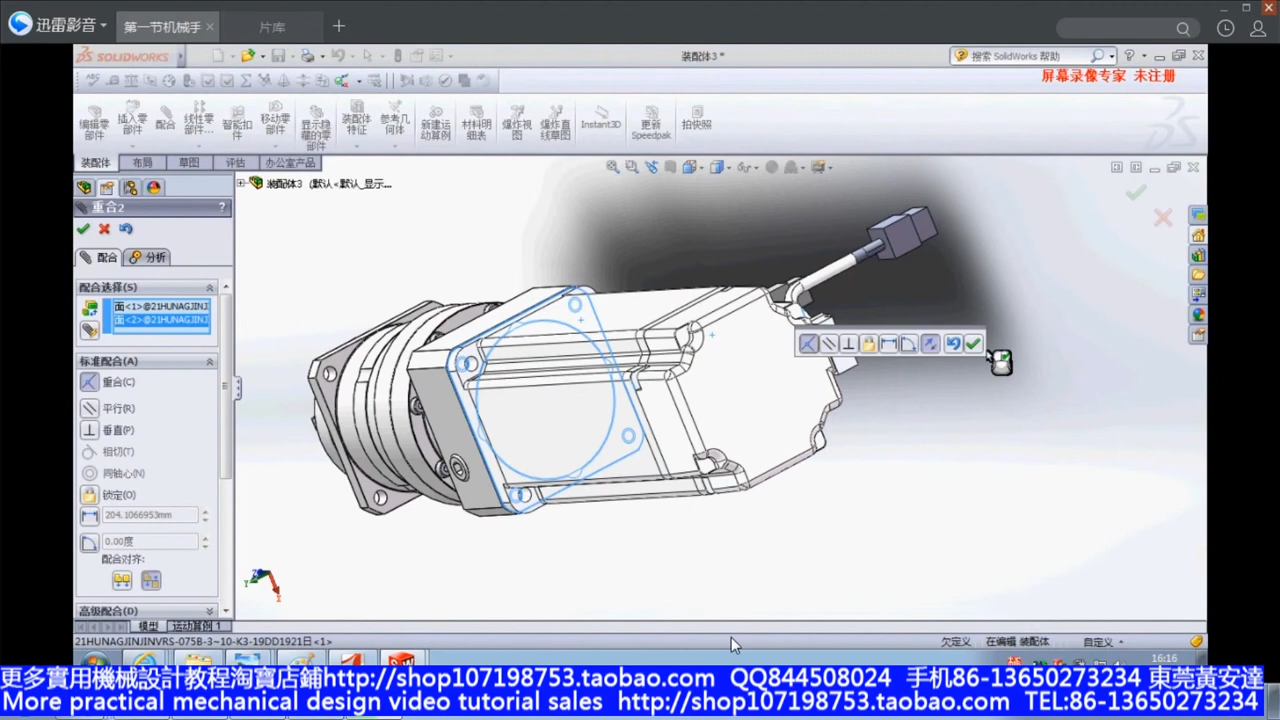 迅雷影音
第一节机械手
片库
SOLIDWORKS
装配体3 *
搜索 SolidWorks 帮助
屏幕录像专家 未注册
编辑零部件
插入零部件
配合
线性零部件...
智能扣件
移动零部件
显示隐藏的零部件
装配体特征
参考几何体
新建运动算例
材料明细表
爆炸视图
爆炸直线草图
Instant3D
更新 Speedpak
拍快照
装配体
布局
草图
评估
办公室产品
装配体3 (默认<默认_显示...
重合2
?
配合
分析
配合选择(S)
面<1>@21HUNAGJINJ
面<2>@21HUNAGJINJ
标准配合(A)
重合(C)
平行(R)
垂直(P)
相切(T)
同轴心(N)
锁定(O)
204.1066953mm
0.00度
配合对齐:
高级配合(D)
模型
运动算例 1
21HUNAGJINJINVRS-075B-3~10-K3-19DD1921日<1>
欠定义
在编辑 装配体
自定义
16:16
更多實用機械設計教程淘寶店鋪http://shop107198753.taobao.com QQ844508024 手机86-13650273234 東莞黃安達
More practical mechanical design video tutorial sales http://shop107198753.taobao.com TEL:86-13650273234